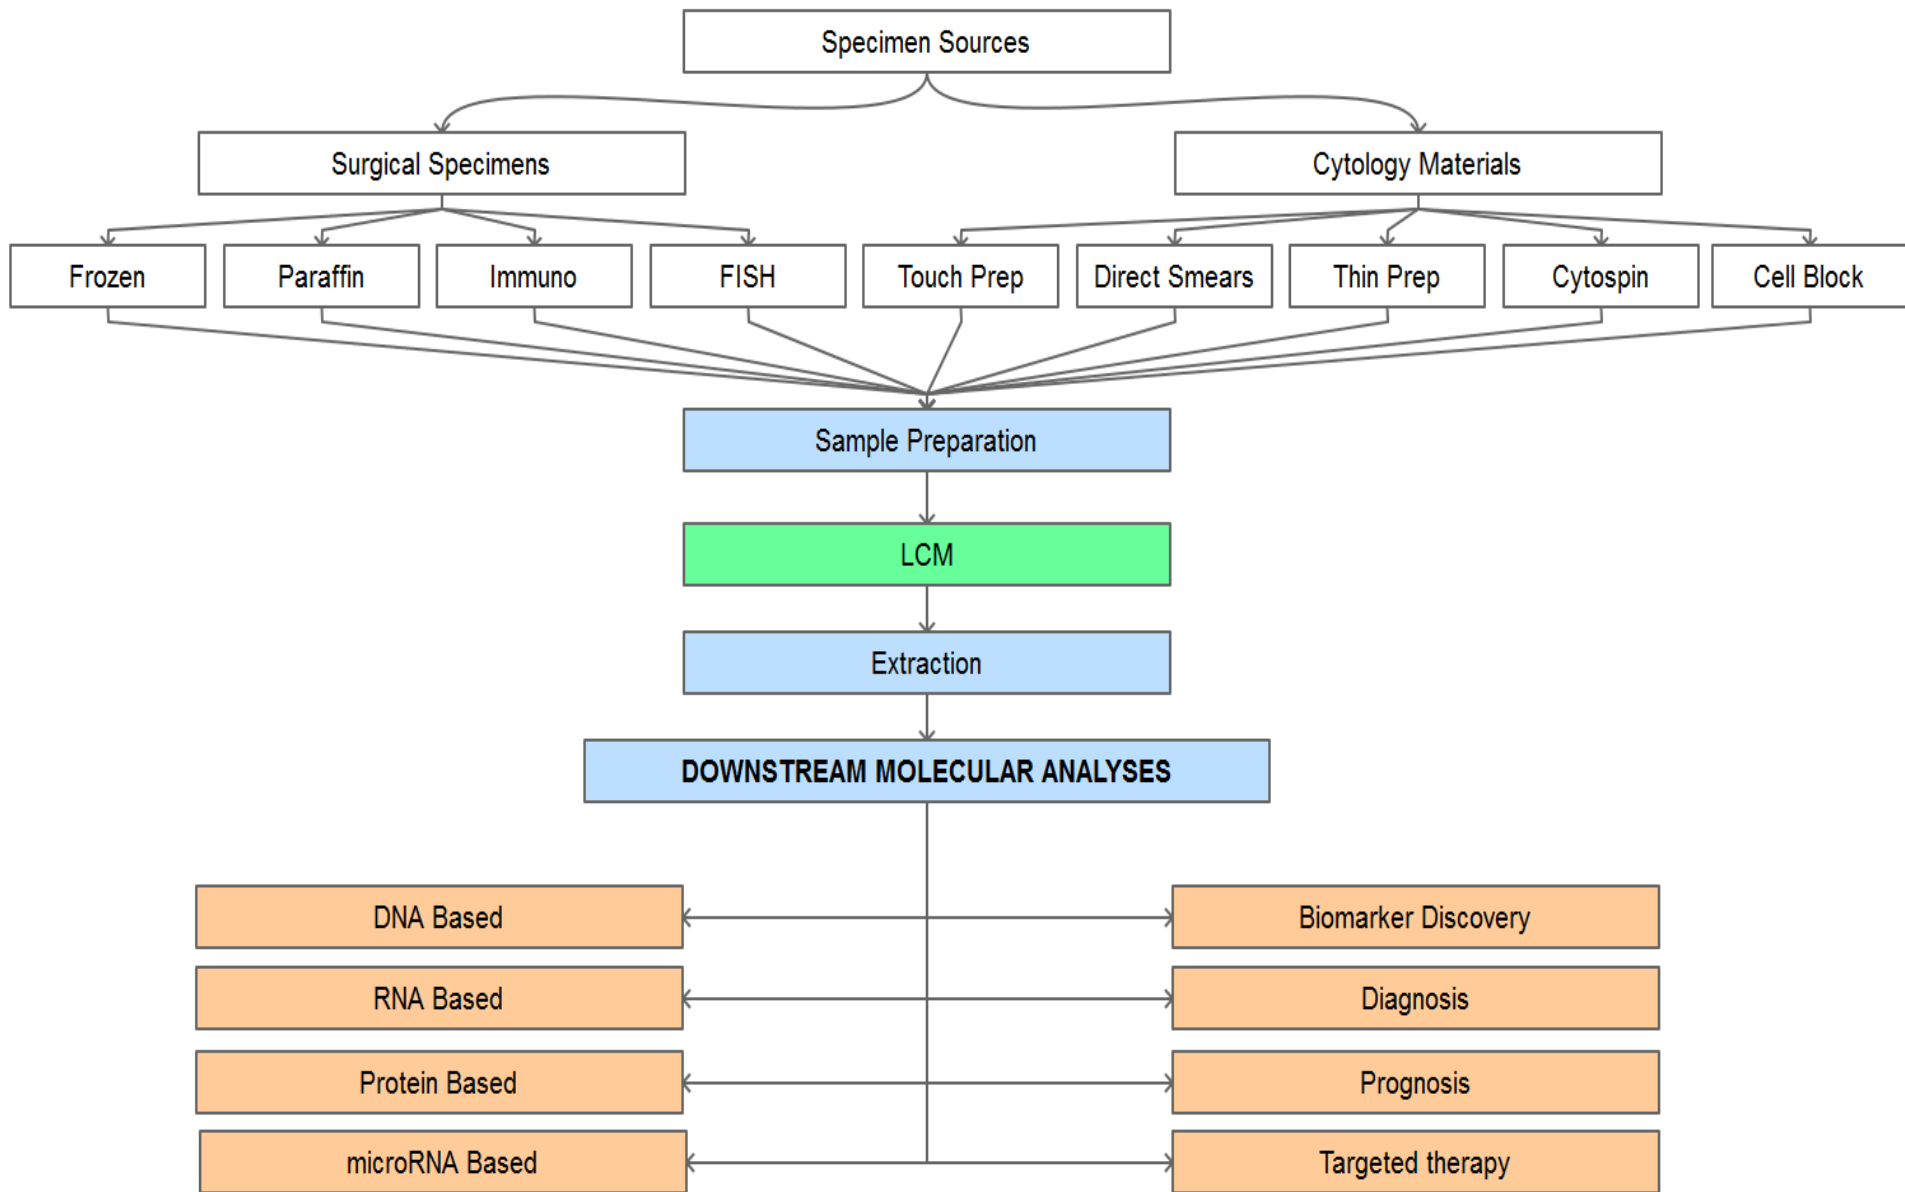 Specimen Sources
Surgical Specimens
Cytology Materials
Frozen
Paraffin
Immuno
FISH
Touch Prep
Direct Smears
Thin Prep
Cytospin
Cell Block
Sample Preparation
LCM
Extraction
DOWNSTREAM MOLECULAR ANALYSES
DNA Based
Biomarker Discovery
RNA Based
Diagnosis
Protein Based
Prognosis
microRNA Based
Targeted therapy